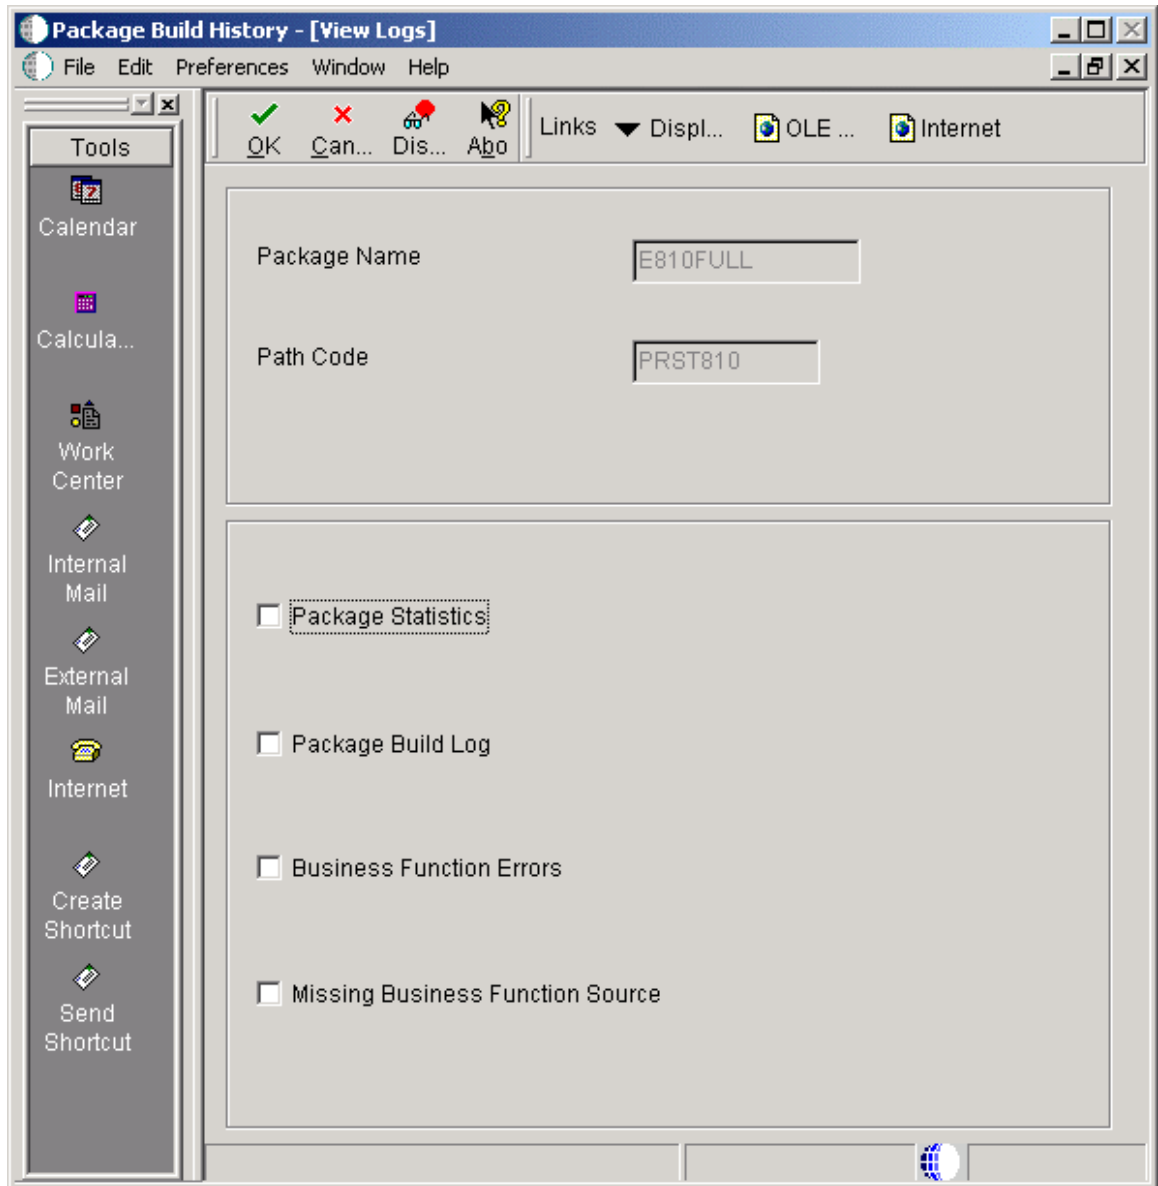 Package Build History - [View Logs]
File Edit Preferences Window Help
OK Can... Dis... Abo Links Displ... OLE ... Internet
Tools
Calendar
Calcula...
Work
Center
Internal
Mail
External
Mail
Internet
Create
Shortcut
Send
Shortcut
Package Name E810FULL
Path Code PRST810
Package Statistics
Package Build Log
Business Function Errors
Missing Business Function Source